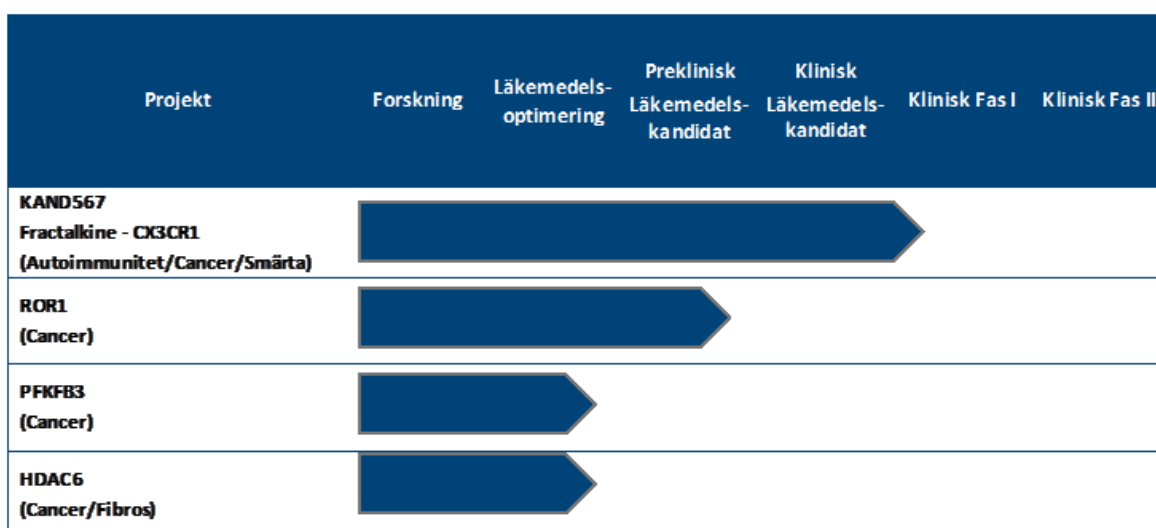 Projekt
Forskning
Läkemedels-
optimering
Preklinisk
Läkemedels-
kandidat
Klinisk
Läkemedels-
kandidat
Klinisk Fas I
Klinisk Fas II
KAND567
Fractalkine - CX3CR1
(Autoimmunitet/Cancer/Smärta)
ROR1
(Cancer)
PFKFB3
(Cancer)
HDAC6
(Cancer/Fibros)